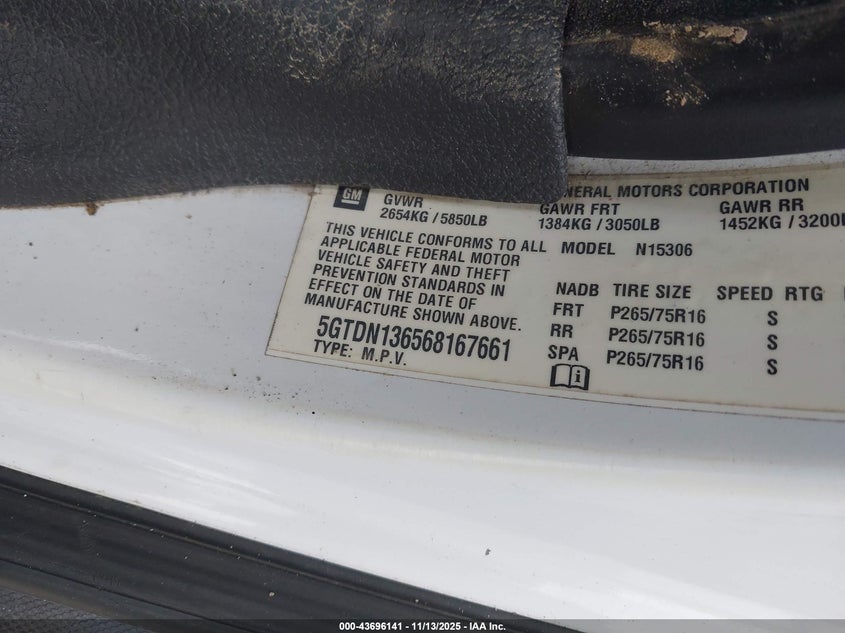 GM
GVWR
2654KG / 5850LB
GENERAL MOTORS CORPORATION
GAWR FRT
1384KG / 3050LB
GAWR RR
1452KG / 3200L
THIS VEHICLE CONFORMS TO ALL
APPLICABLE FEDERAL MOTOR
VEHICLE SAFETY AND THEFT
PREVENTION STANDARDS IN
EFFECT ON THE DATE OF
MANUFACTURE SHOWN ABOVE.
5GTDN136568167661
TYPE: M.P.V.
MODEL N15306
NADB TIRE SIZE SPEED RTG
FRT P265/75R16 S
RR P265/75R16 S
SPA P265/75R16 S
000-43696141 - 11/13/2025 - IAA Inc.